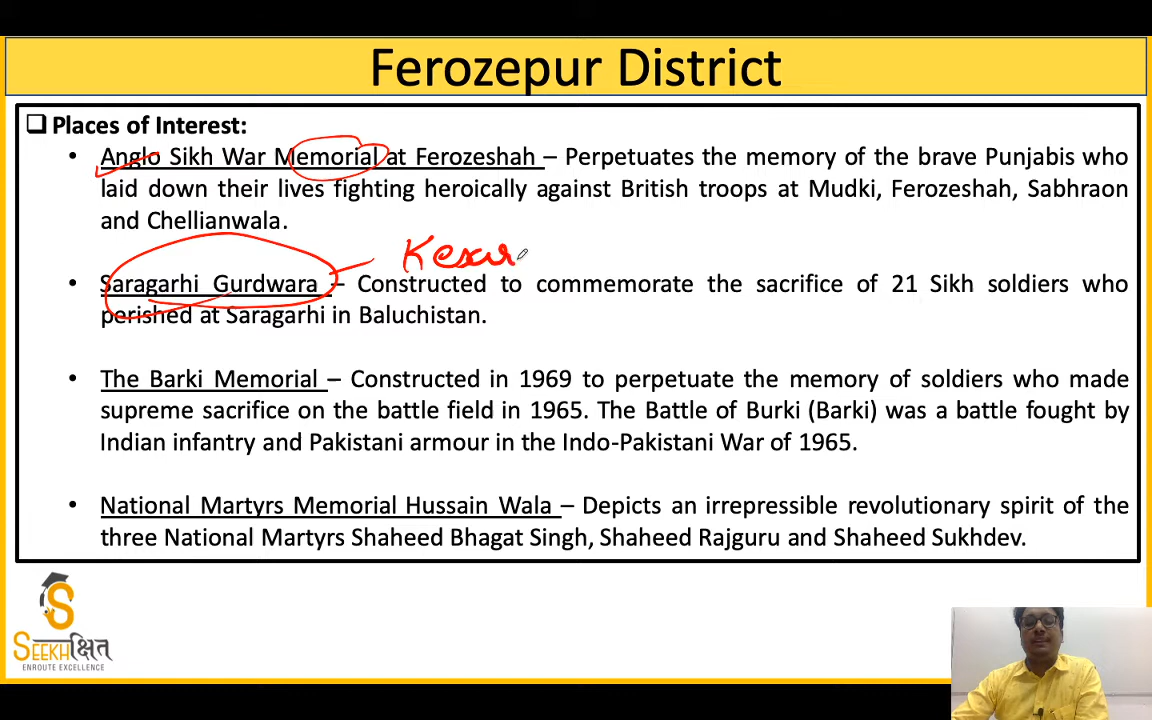 Ferozepur District
❑ Places of Interest:
• Anglo Sikh War Memorial at Ferozeshah – Perpetuates the memory of the brave Punjabis who
laid down their lives fighting heroically against British troops at Mudki, Ferozeshah, Sabhraon
and Chellianwala.
Kesar
• Saragarhi Gurdwara – Constructed to commemorate the sacrifice of 21 Sikh soldiers who
perished at Saragarhi in Baluchistan.
• The Barki Memorial – Constructed in 1969 to perpetuate the memory of soldiers who made
supreme sacrifice on the battle field in 1965. The Battle of Burki (Barki) was a battle fought by
Indian infantry and Pakistani armour in the Indo-Pakistani War of 1965.
• National Martyrs Memorial Hussain Wala – Depicts an irrepressible revolutionary spirit of the
three National Martyrs Shaheed Bhagat Singh, Shaheed Rajguru and Shaheed Sukhdev.
SEEKHक्षित
ENROUTE EXCELLENCE